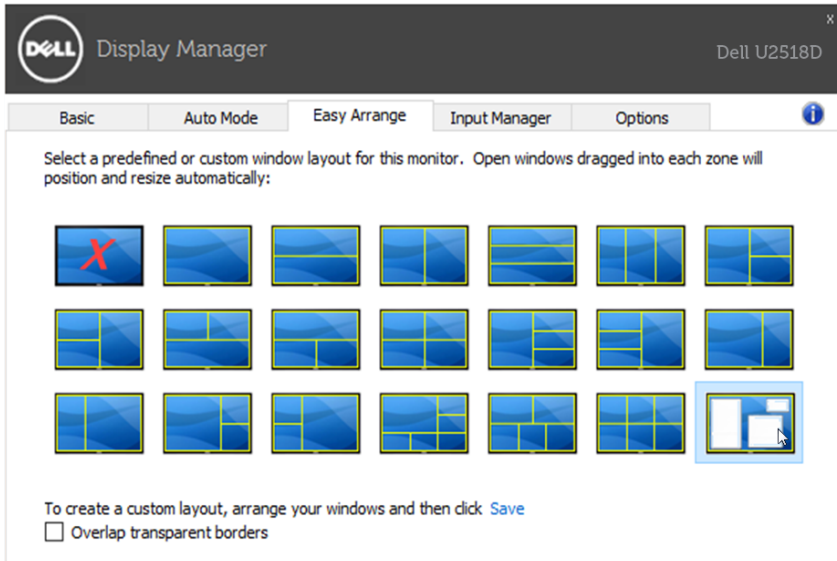 DELL Display Manager
x
Dell U2518D
Basic Auto Mode Easy Arrange Input Manager Options i
Select a predefined or custom window layout for this monitor. Open windows dragged into each zone will
position and resize automatically:
X
To create a custom layout, arrange your windows and then click Save
Overlap transparent borders